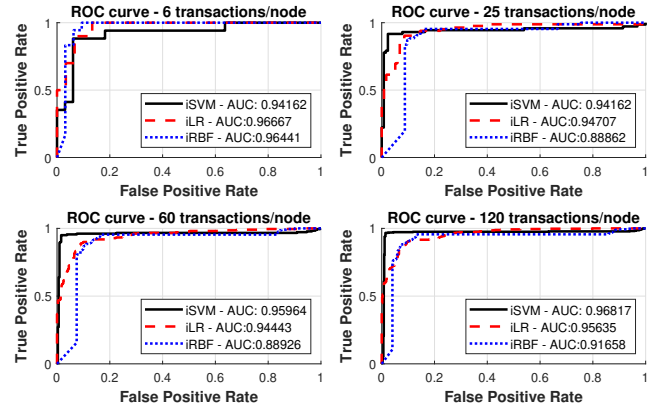 ROC curve - 6 transactions/node
True Positive Rate
1
0.5
0
iSVM - AUC: 0.94162
iLR - AUC:0.96667
iRBF - AUC:0.96441
0 0.2 0.4 0.6 0.8 1
False Positive Rate
ROC curve - 25 transactions/node
True Positive Rate
1
0.5
0
iSVM - AUC: 0.94162
iLR - AUC:0.94707
iRBF - AUC:0.88862
0 0.2 0.4 0.6 0.8 1
False Positive Rate
ROC curve - 60 transactions/node
True Positive Rate
1
0.5
0
iSVM - AUC: 0.95964
iLR - AUC:0.94443
iRBF - AUC:0.88926
0 0.2 0.4 0.6 0.8 1
False Positive Rate
ROC curve - 120 transactions/node
True Positive Rate
1
0.5
0
iSVM - AUC: 0.96817
iLR - AUC:0.95635
iRBF - AUC:0.91658
0 0.2 0.4 0.6 0.8 1
False Positive Rate